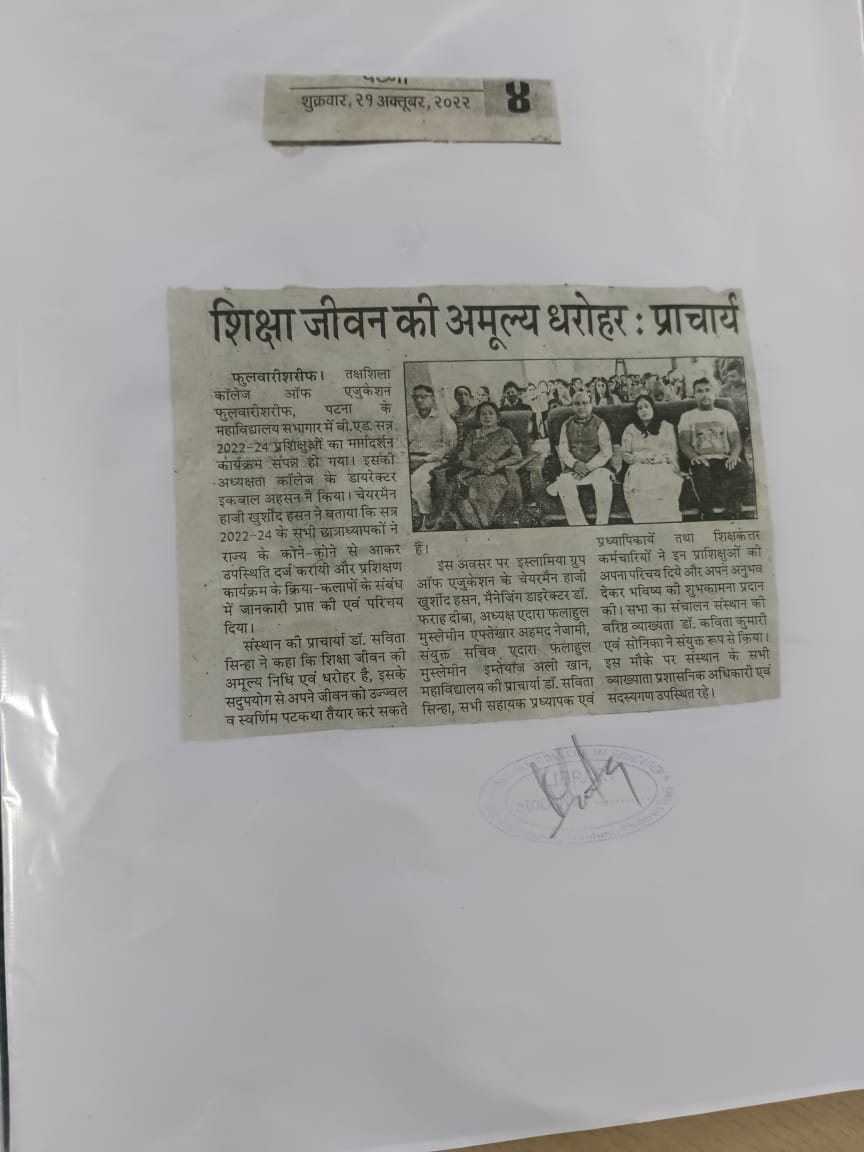 शुक्रवार, २१ अक्तूबर, २०२२
४
शिक्षा जीवन की अमूल्य धरोहर : प्राचार्य
फुलवारीशरीफ। तक्षशिला
कॉलेज ऑफ एजुकेशन
फुलवारीशरीफ, पटना के
महाविद्यालय सभागार में बी.एड. सत्र.
2022-24 प्रशिक्षुओं का मार्गदर्शन
कार्यक्रम संपन्न हो गया। इसकी
अध्यक्षता कॉलेज के डायरेक्टर
इकबाल अहसन ने किया। चेयरमैन
हाजी खुर्शीद हसन ने बताया कि सत्र
2022-24 के सभी छात्राध्यापकों ने
राज्य के कोने-कोने से आकर
उपस्थिति दर्ज करायी और प्रशिक्षण
कार्यक्रम के क्रिया-कलापों के संबंध
में जानकारी प्राप्त की एवं परिचय
दिया।
संस्थान की प्राचार्या डॉ. सविता
सिन्हा ने कहा कि शिक्षा जीवन की
अमूल्य निधि एवं धरोहर है, इसके
सदुपयोग से अपने जीवन को उज्ज्वल
व स्वर्णिम पटकथा तैयार कर सकते
हैं।
इस अवसर पर इस्लामिया ग्रुप
ऑफ एजुकेशन के चेयरमैन हाजी
खुर्शीद हसन, मैनेजिंग डाइरेक्टर डॉ.
फराह दीबा, अध्यक्ष एदारा फलाहुल
मुस्लेमीन एफ्तेखार अहमद नेजामी,
संयुक्त सचिव एदारा फलाहुल
मुस्लेमीन इम्तेयाज अली खान,
महाविद्यालय की प्राचार्या डॉ. सविता
सिन्हा, सभी सहायक प्रध्यापक एवं
प्रध्यापिकायें तथा शिक्षकेत्तर
कर्मचारियों ने इन प्राशिक्षुओं को
अपना परिचय दिये और अपने अनुभव
देकर भविष्य की शुभकामना प्रदान
की। सभा का संचालन संस्थान की
वरिष्ठ व्याख्यता डॉ. कविता कुमारी
एवं सोनिका ने संयुक्त रूप से किया।
इस मौके पर संस्थान के सभी
व्याख्याता प्रशासनिक अधिकारी एवं
सदस्यगण उपस्थित रहे।
LIBRARY